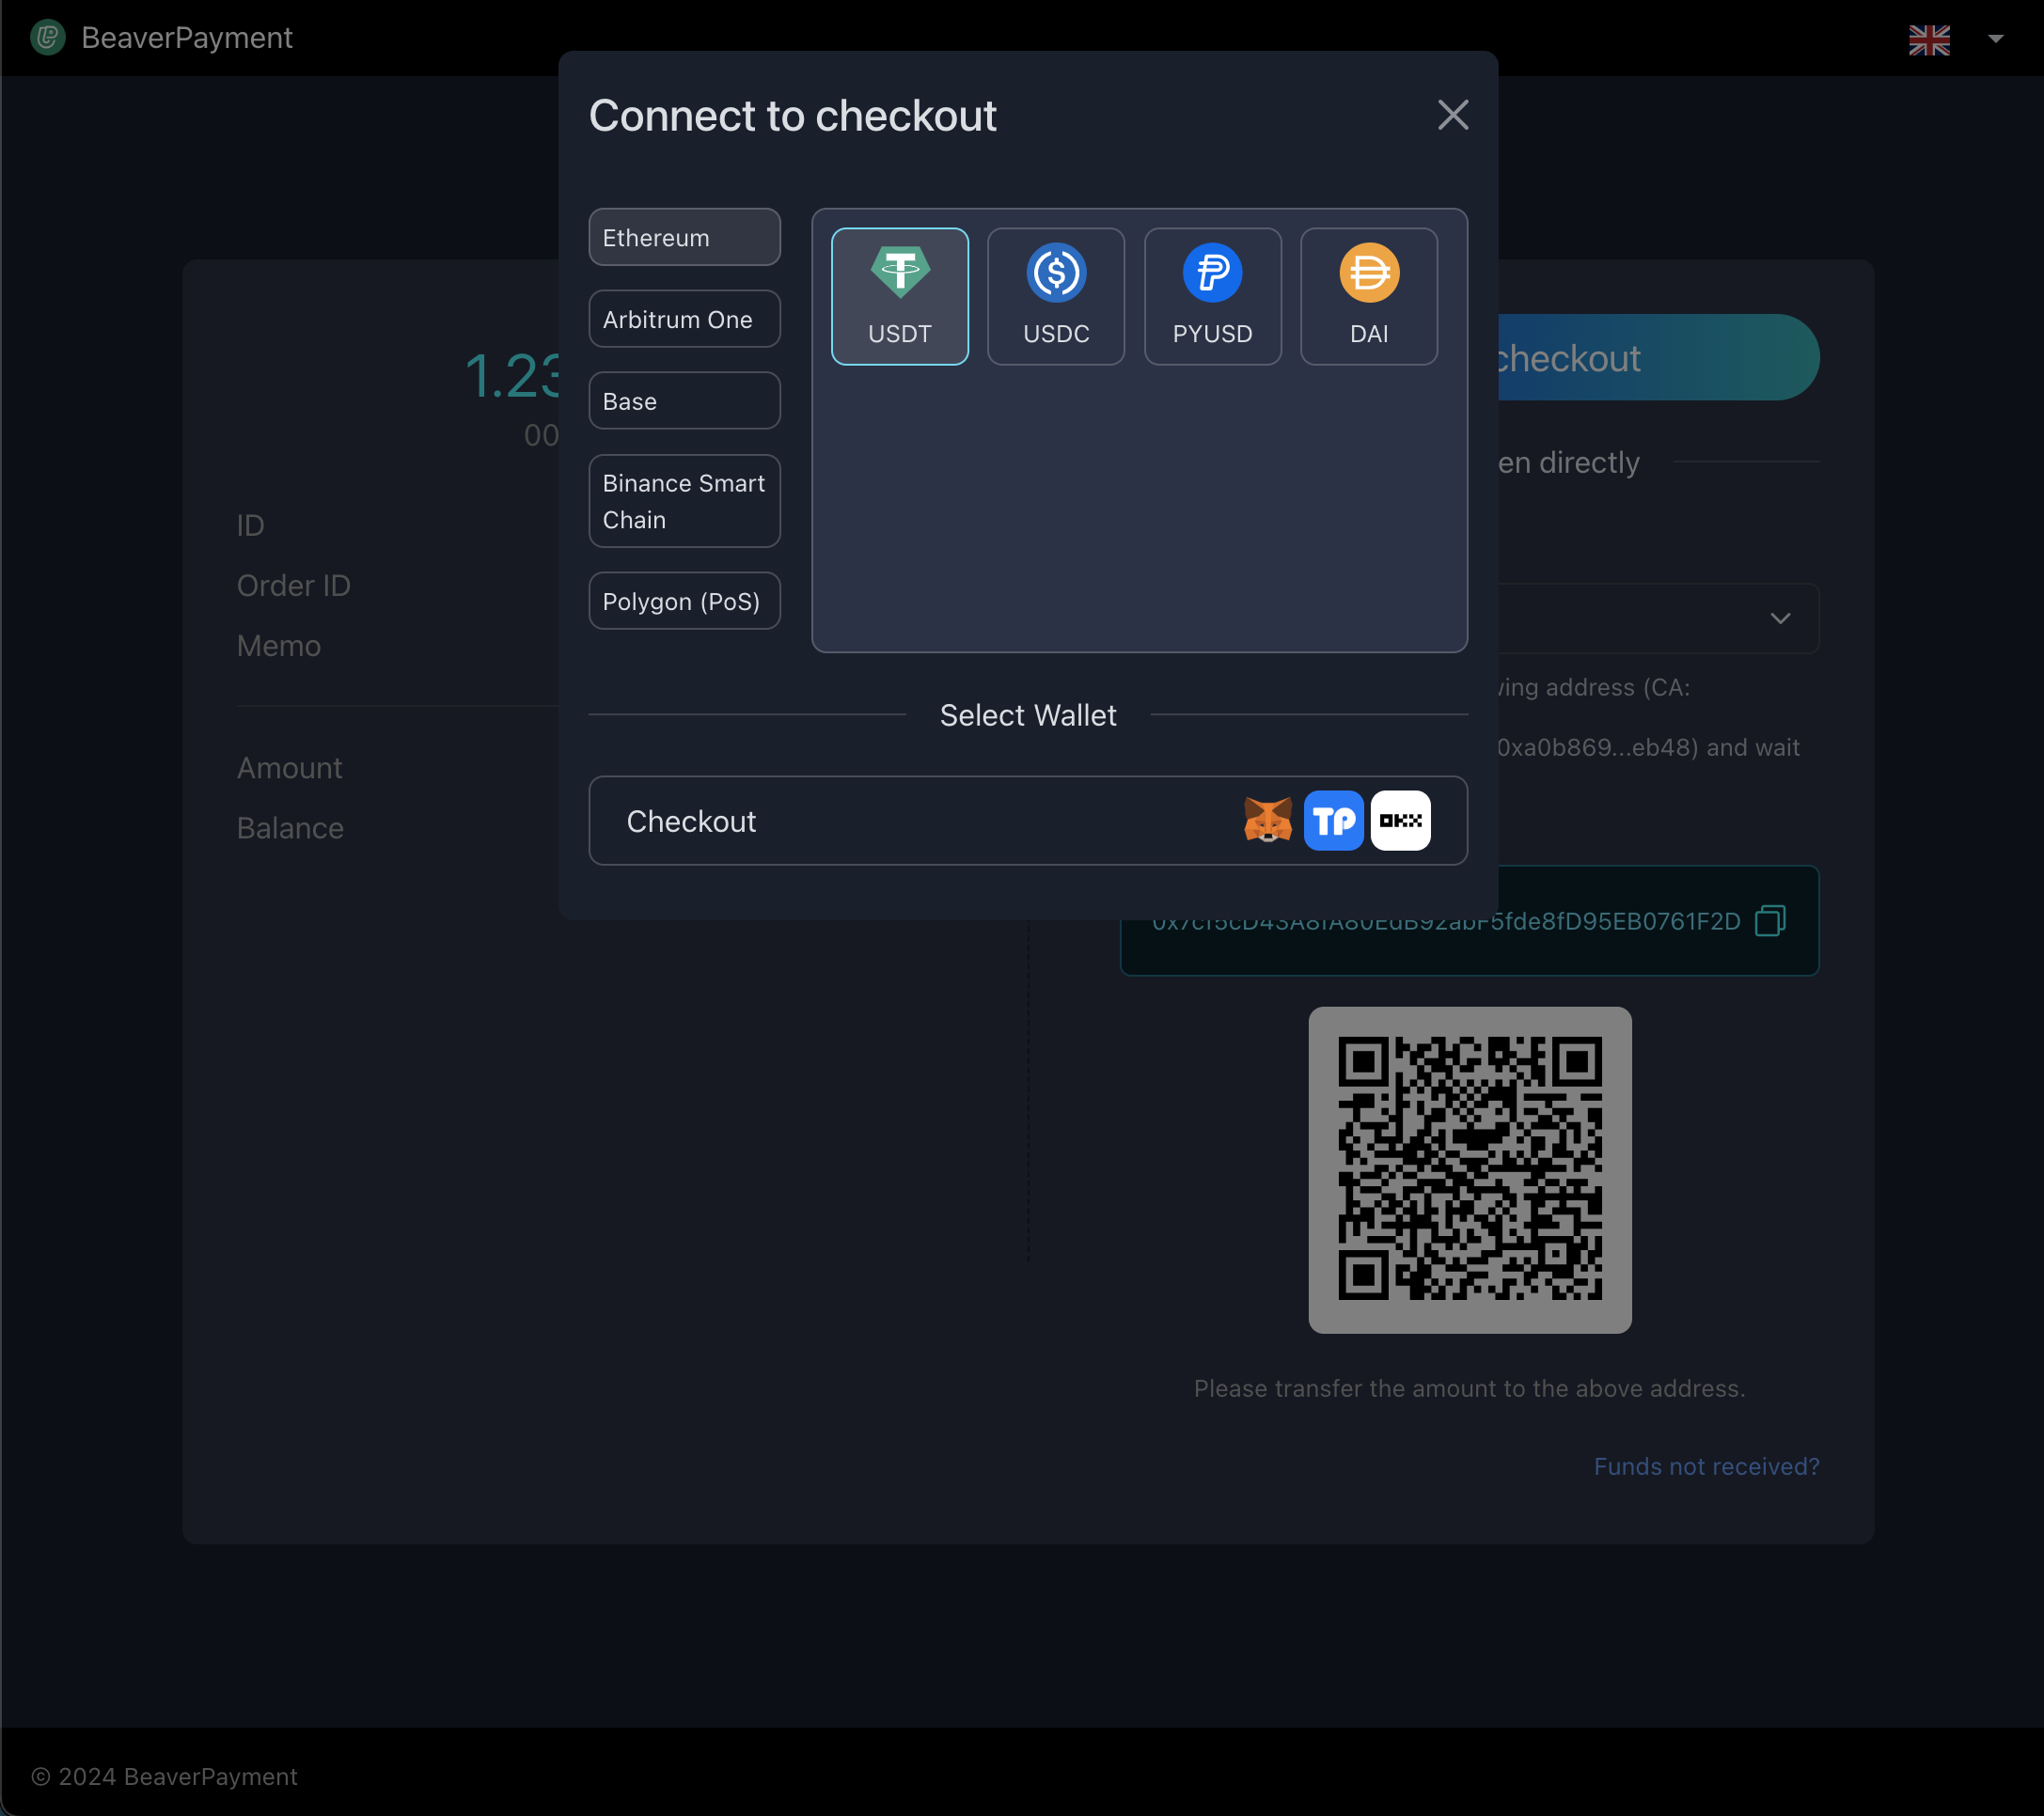 BeaverPayment
Connect to checkout
Ethereum
Arbitrum One
Base
Binance Smart
Chain
Polygon (PoS)
USDT
USDC
PYUSD
DAI
Select Wallet
Checkout
TP
1.23
00
ID
Order ID
Memo
Amount
Balance
checkout
en directly
wing address (CA:
0xa0b869...eb48) and wait
Please transfer the amount to the above address.
Funds not received?
© 2024 BeaverPayment